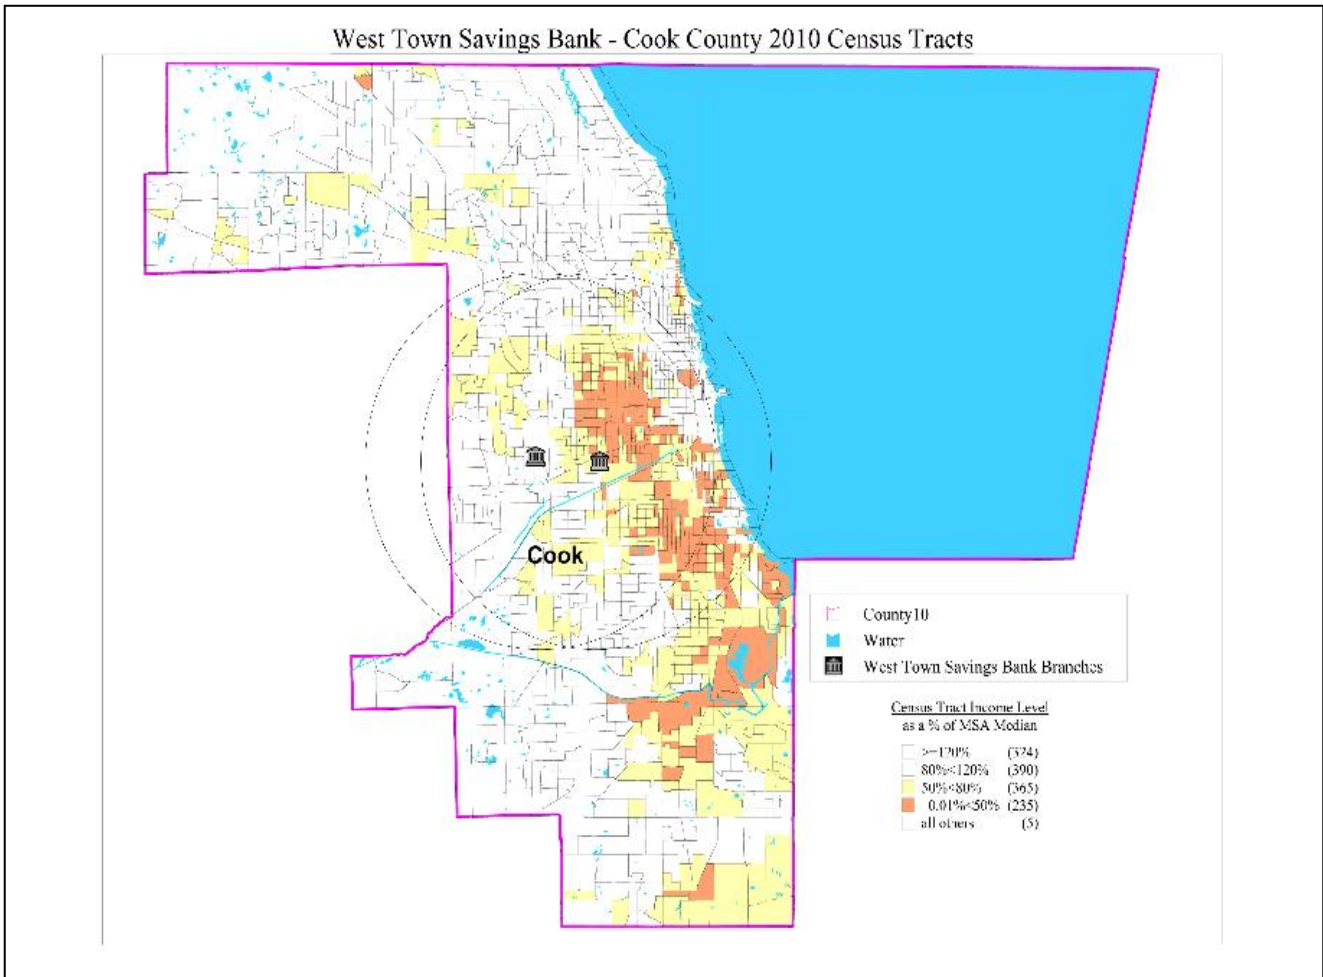 West Town Savings Bank - Cook County 2010 Census Tracts
Cook
County10
Water
West Town Savings Bank Branches
Census Tract Income Level
as a % of MSA Median
>=120% (324)
80%<120% (390)
50%<80% (365)
0.01%<50% (235)
all others (5)